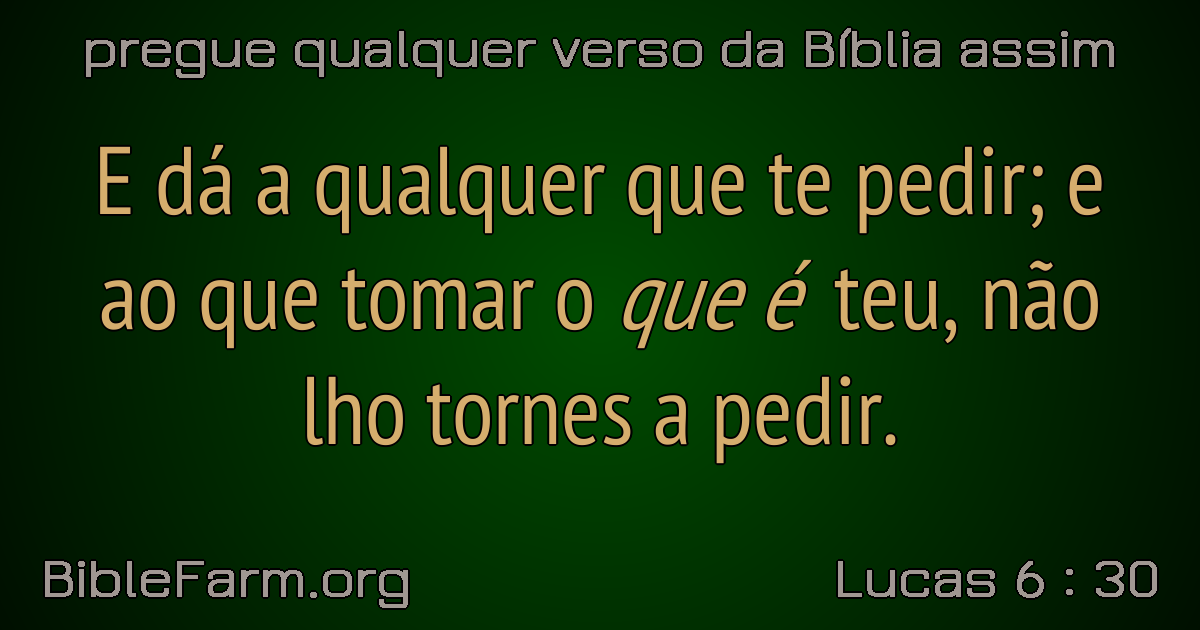 pregue qualquer verso da Bíblia assim
E dá a qualquer que te pedir; e
ao que tomar o que é teu, não
lho tornes a pedir.
BibleFarm.org
Lucas 6 : 30